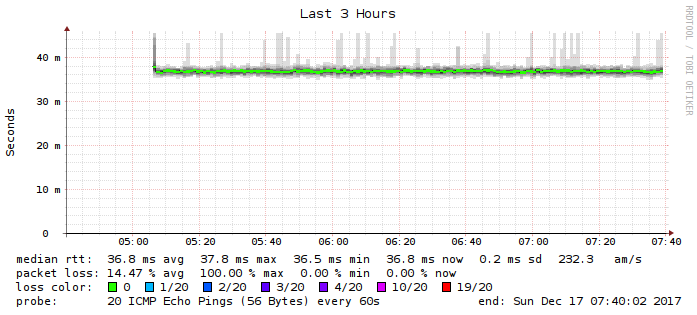 Last 3 Hours
RRDTOOL / TOBI OETIKER
Seconds
40 m
30 m
20 m
10 m
0
05:00 05:20 05:40 06:00 06:20 06:40 07:00 07:20 07:40
median rtt: 36.8 ms avg 37.8 ms max 36.5 ms min 36.8 ms now 0.2 ms sd 232.3 am/s
packet loss: 14.47 % avg 100.00 % max 0.00 % min 0.00 % now
loss color: 0 1/20 2/20 3/20 4/20 10/20 19/20
probe: 20 ICMP Echo Pings (56 Bytes) every 60s end: Sun Dec 17 07:40:02 2017